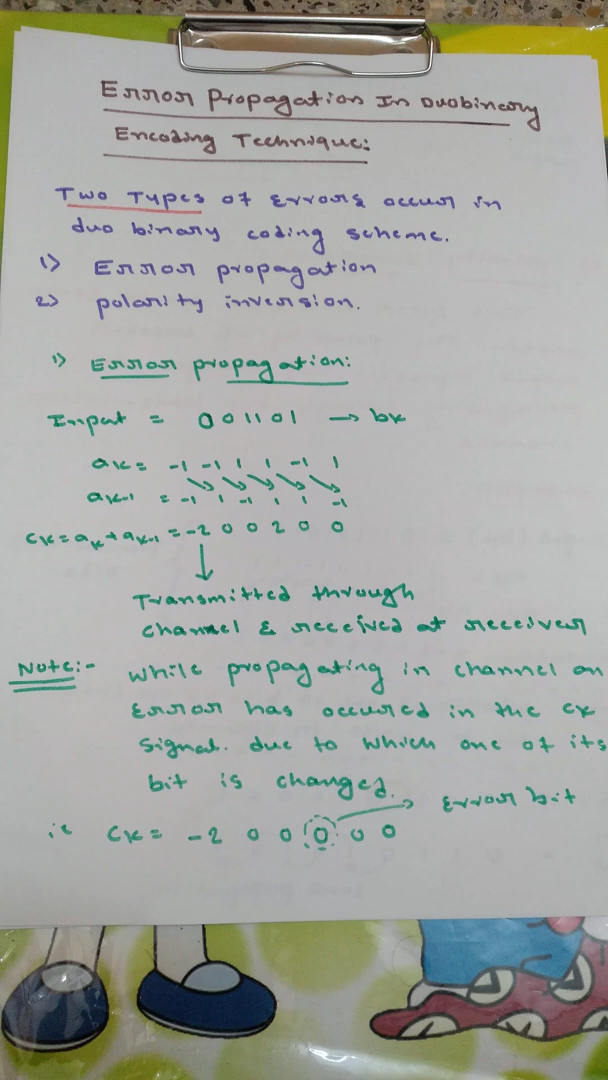 Error Propagation In Duobinary
Encoding Technique:
Two Types of Errors occur in
duo binary coding scheme.
1) Error propagation
2) polarity inversion.
1) Error propagation:
Input = 001101 → bk
ak = -1 -1 1 1 -1 1
ak-1 = -1 1 -1 1 1 -1
ck = ak + ak-1 = -2 0 0 2 0 0
Transmitted through
channel & received at receiver
Note:- While propagating in channel an
Error has occured in the ck
signal. due to which one of its
bit is changed.
Error bit
ie ck = -2 0 0 0 0 0